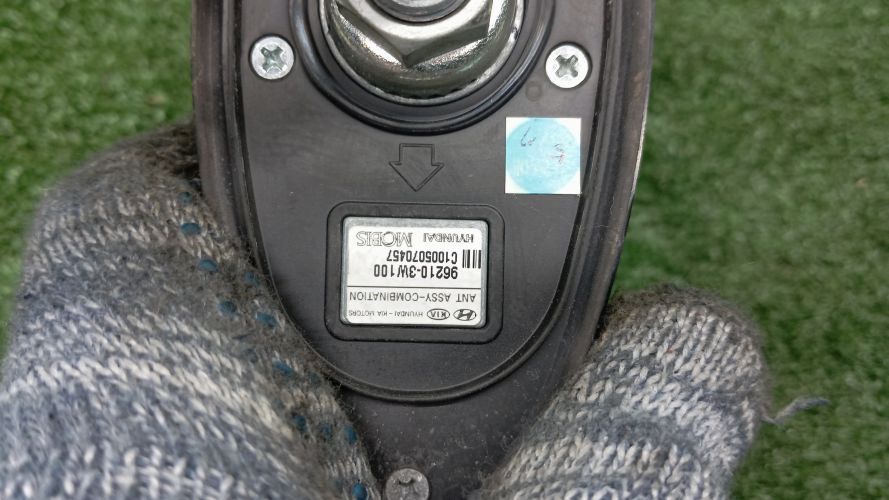 HYUNDAI - KIA MOTORS
ANT ASSY-COMBINATION
96210-3W100
C1005070457
HYUNDAI MOBIS